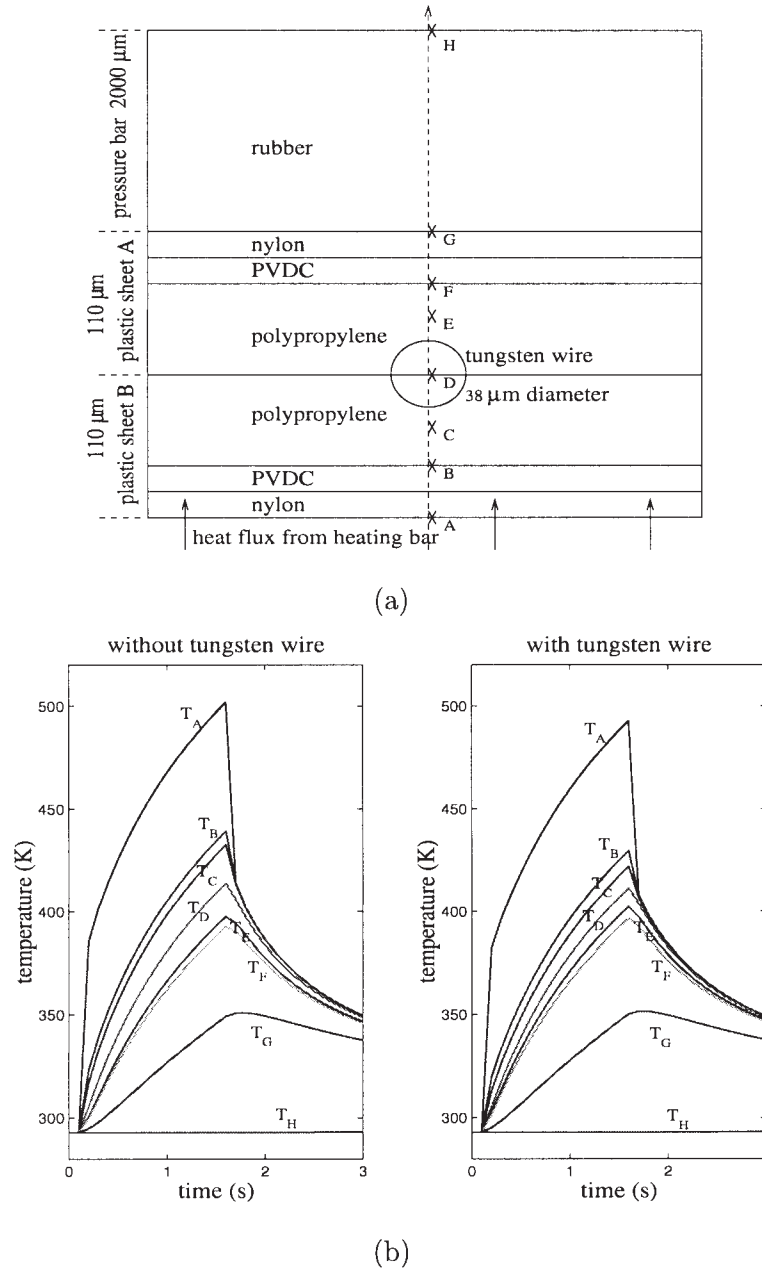 H
pressure bar 2000 µm
rubber
G
nylon
PVDC
F
110 µm
plastic sheet A
E
polypropylene
tungsten wire
D
38 µm diameter
110 µm
plastic sheet B
polypropylene
C
B
PVDC
nylon
A
heat flux from heating bar
(a)
without tungsten wire
500
450
400
350
300
temperature (K)
T_A
T_B
T_C
T_D
T_E
T_F
T_G
T_H
0 1 2 3
time (s)
with tungsten wire
500
450
400
350
300
temperature (K)
T_A
T_B
T_C
T_D
T_E
T_F
T_G
T_H
0 1 2 3
time (s)
(b)